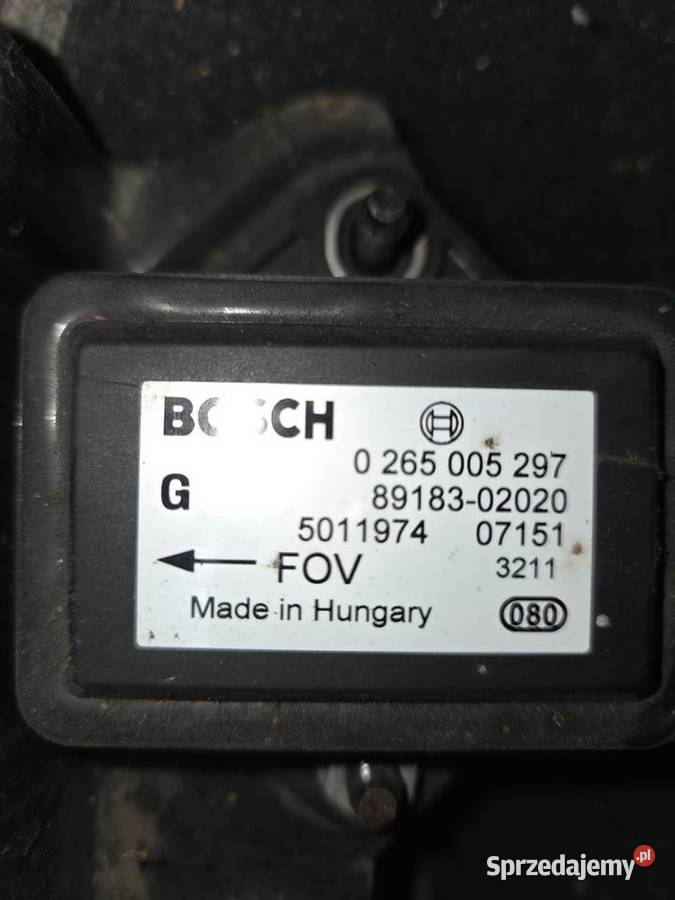 BOSCH
0 265 005 297
G 89183-02020
5011974 07151
FOV 3211
Made in Hungary 080
Sprzedajemy.pl